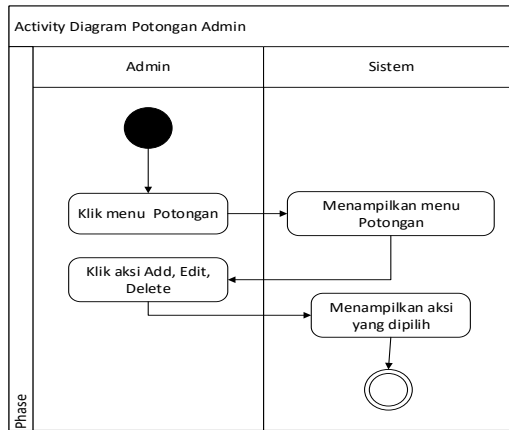 Activity Diagram Potongan Admin
Admin
Sistem
Klik menu Potongan
Menampilkan menu
Potongan
Klik aksi Add, Edit,
Delete
Menampilkan aksi
yang dipilih
Phase